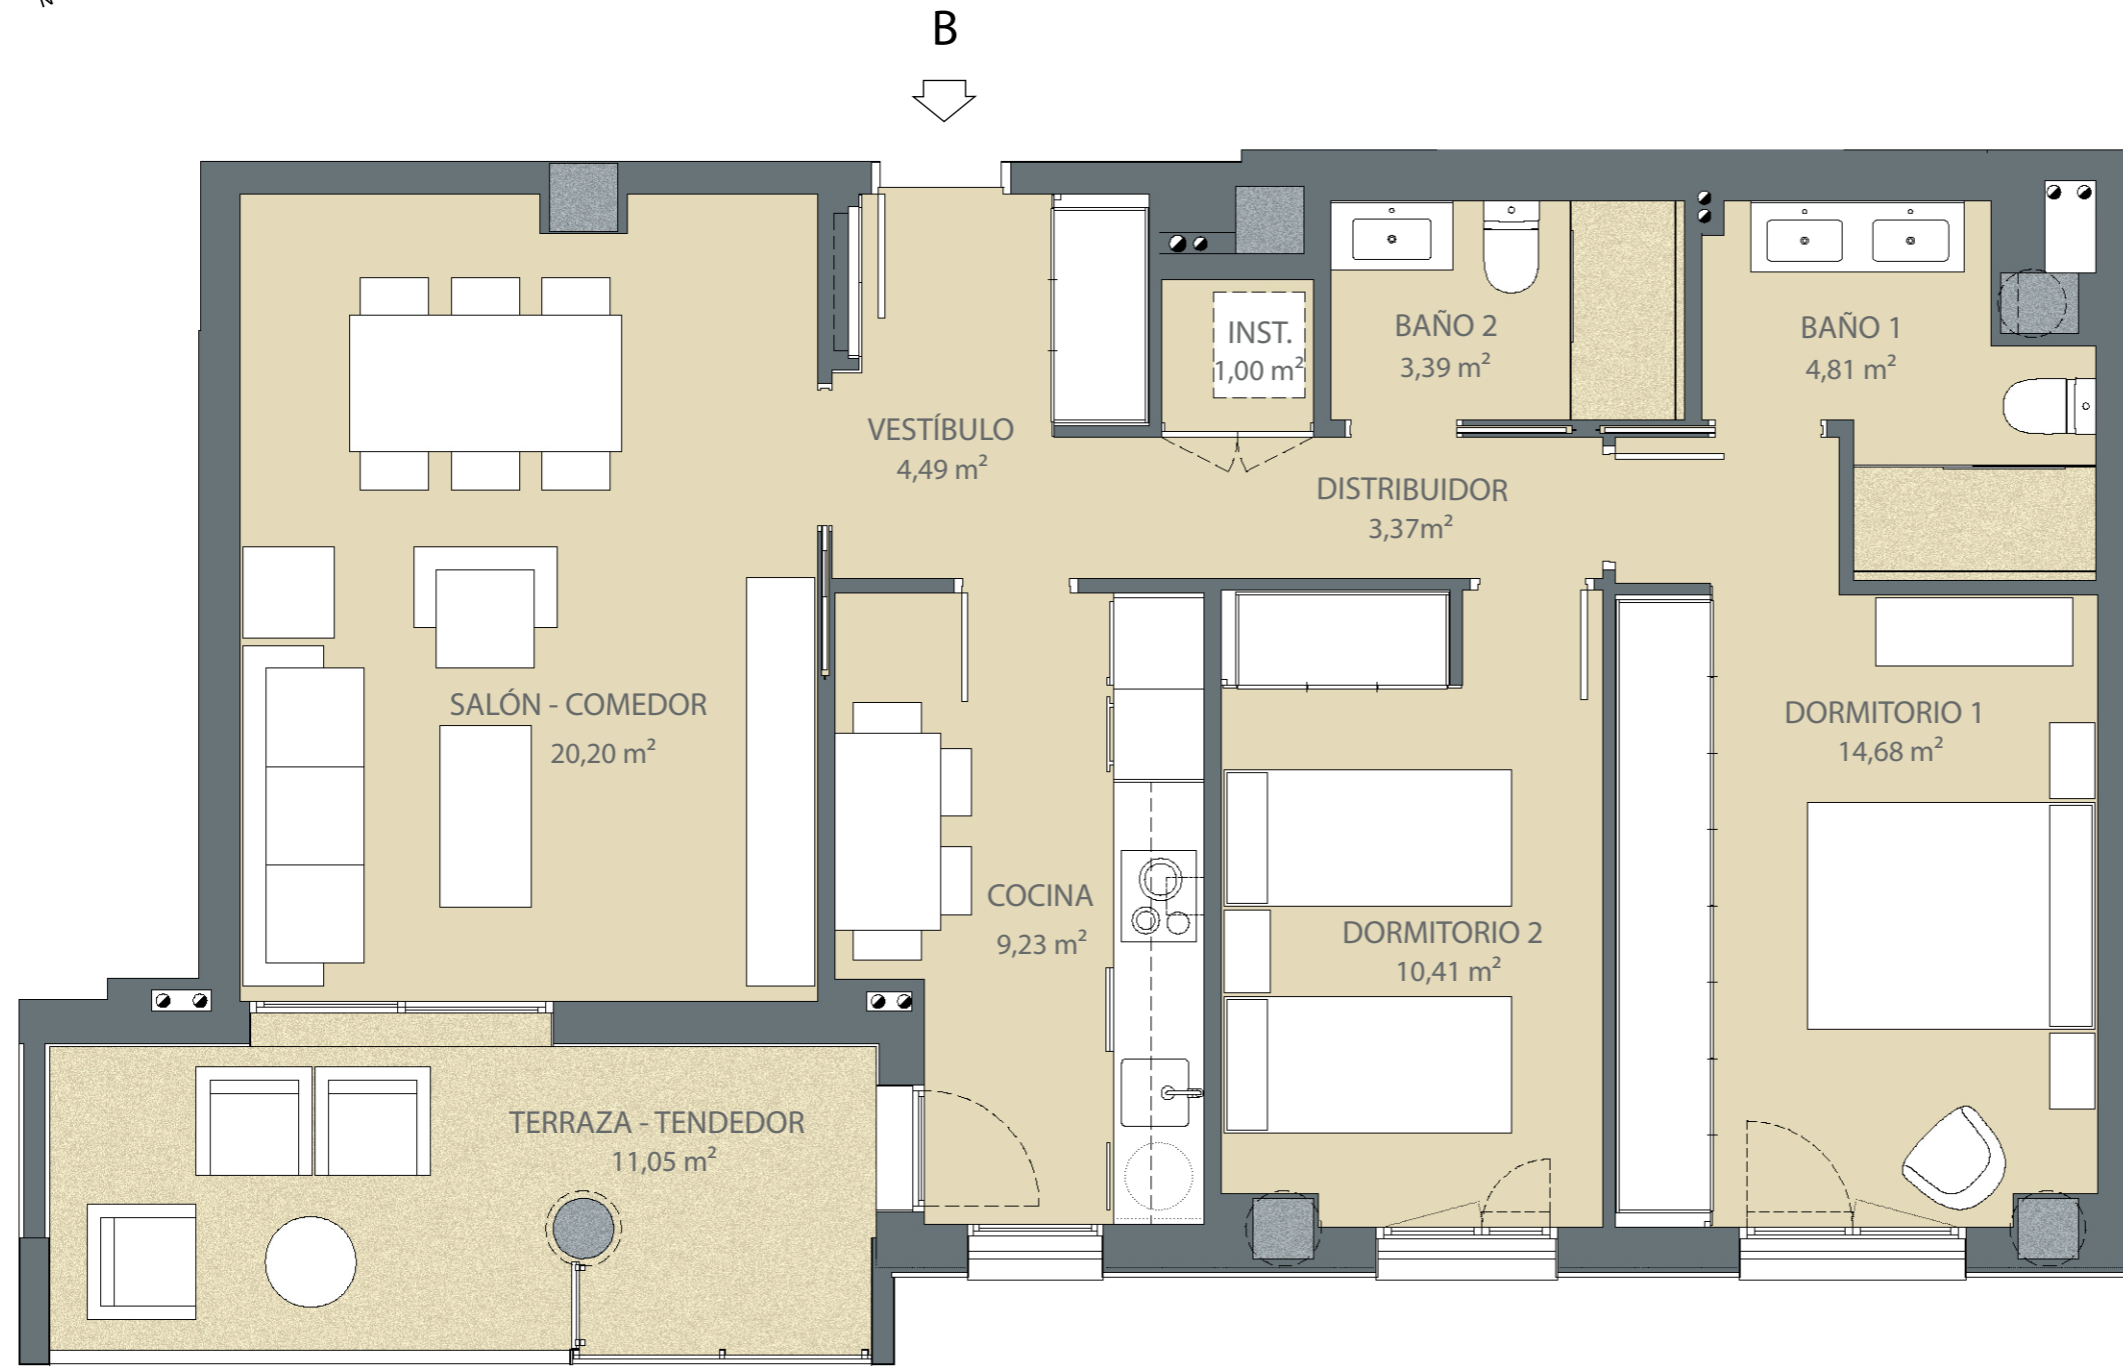 B
INST.
1,00 m²
BAÑO 2
3,39 m²
BAÑO 1
4,81 m²
VESTÍBULO
4,49 m²
DISTRIBUIDOR
3,37m²
SALÓN - COMEDOR
20,20 m²
DORMITORIO 1
14,68 m²
COCINA
9,23 m²
DORMITORIO 2
10,41 m²
TERRAZA - TENDEDOR
11,05 m²